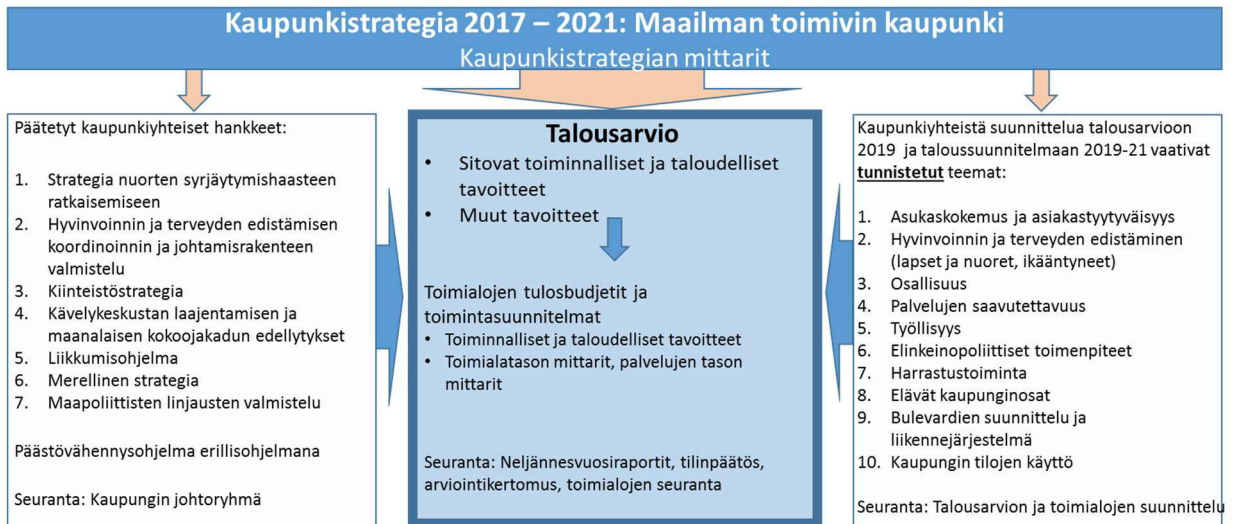 Kaupunkistrategia 2017 – 2021: Maailman toimivin kaupunki
Kaupunkistrategian mittarit
Päätetyt kaupunkiyhteiset hankkeet:
1. Strategia nuorten syrjäytymishaasteen
ratkaisemiseen
2. Hyvinvoinnin ja terveyden edistämisen
koordinoinnin ja johtamisrakenteen
valmistelu
3. Kiinteistöstrategia
4. Kävelykeskustan laajentamisen ja
maanalaisen kokoojakadun edellytykset
5. Liikkumisohjelma
6. Merellinen strategia
7. Maapoliittisten linjausten valmistelu
Päästövähennysohjelma erillisohjelmana
Seuranta: Kaupungin johtoryhmä
Talousarvio
• Sitovat toiminnalliset ja taloudelliset
tavoitteet
• Muut tavoitteet
Toimialojen tulosbudjetit ja
toimintasuunnitelmat
• Toiminnalliset ja taloudelliset tavoitteet
• Toimialatason mittarit, palvelujen tason
mittarit
Seuranta: Neljännesvuosiraportit, tilinpäätös,
arviointikertomus, toimialojen seuranta
Kaupunkiyhteistä suunnittelua talousarvioon
2019 ja taloussuunnitelmaan 2019-21 vaativat
tunnistetut teemat:
1. Asukaskokemus ja asiakastyytyväisyys
2. Hyvinvoinnin ja terveyden edistäminen
(lapset ja nuoret, ikääntyneet)
3. Osallisuus
4. Palvelujen saavutettavuus
5. Työllisyys
6. Elinkeinopoliittiset toimenpiteet
7. Harrastustoiminta
8. Elävät kaupunginosat
9. Bulevardien suunnittelu ja
liikennejärjestelmä
10. Kaupungin tilojen käyttö
Seuranta: Talousarvion ja toimialojen suunnittelu